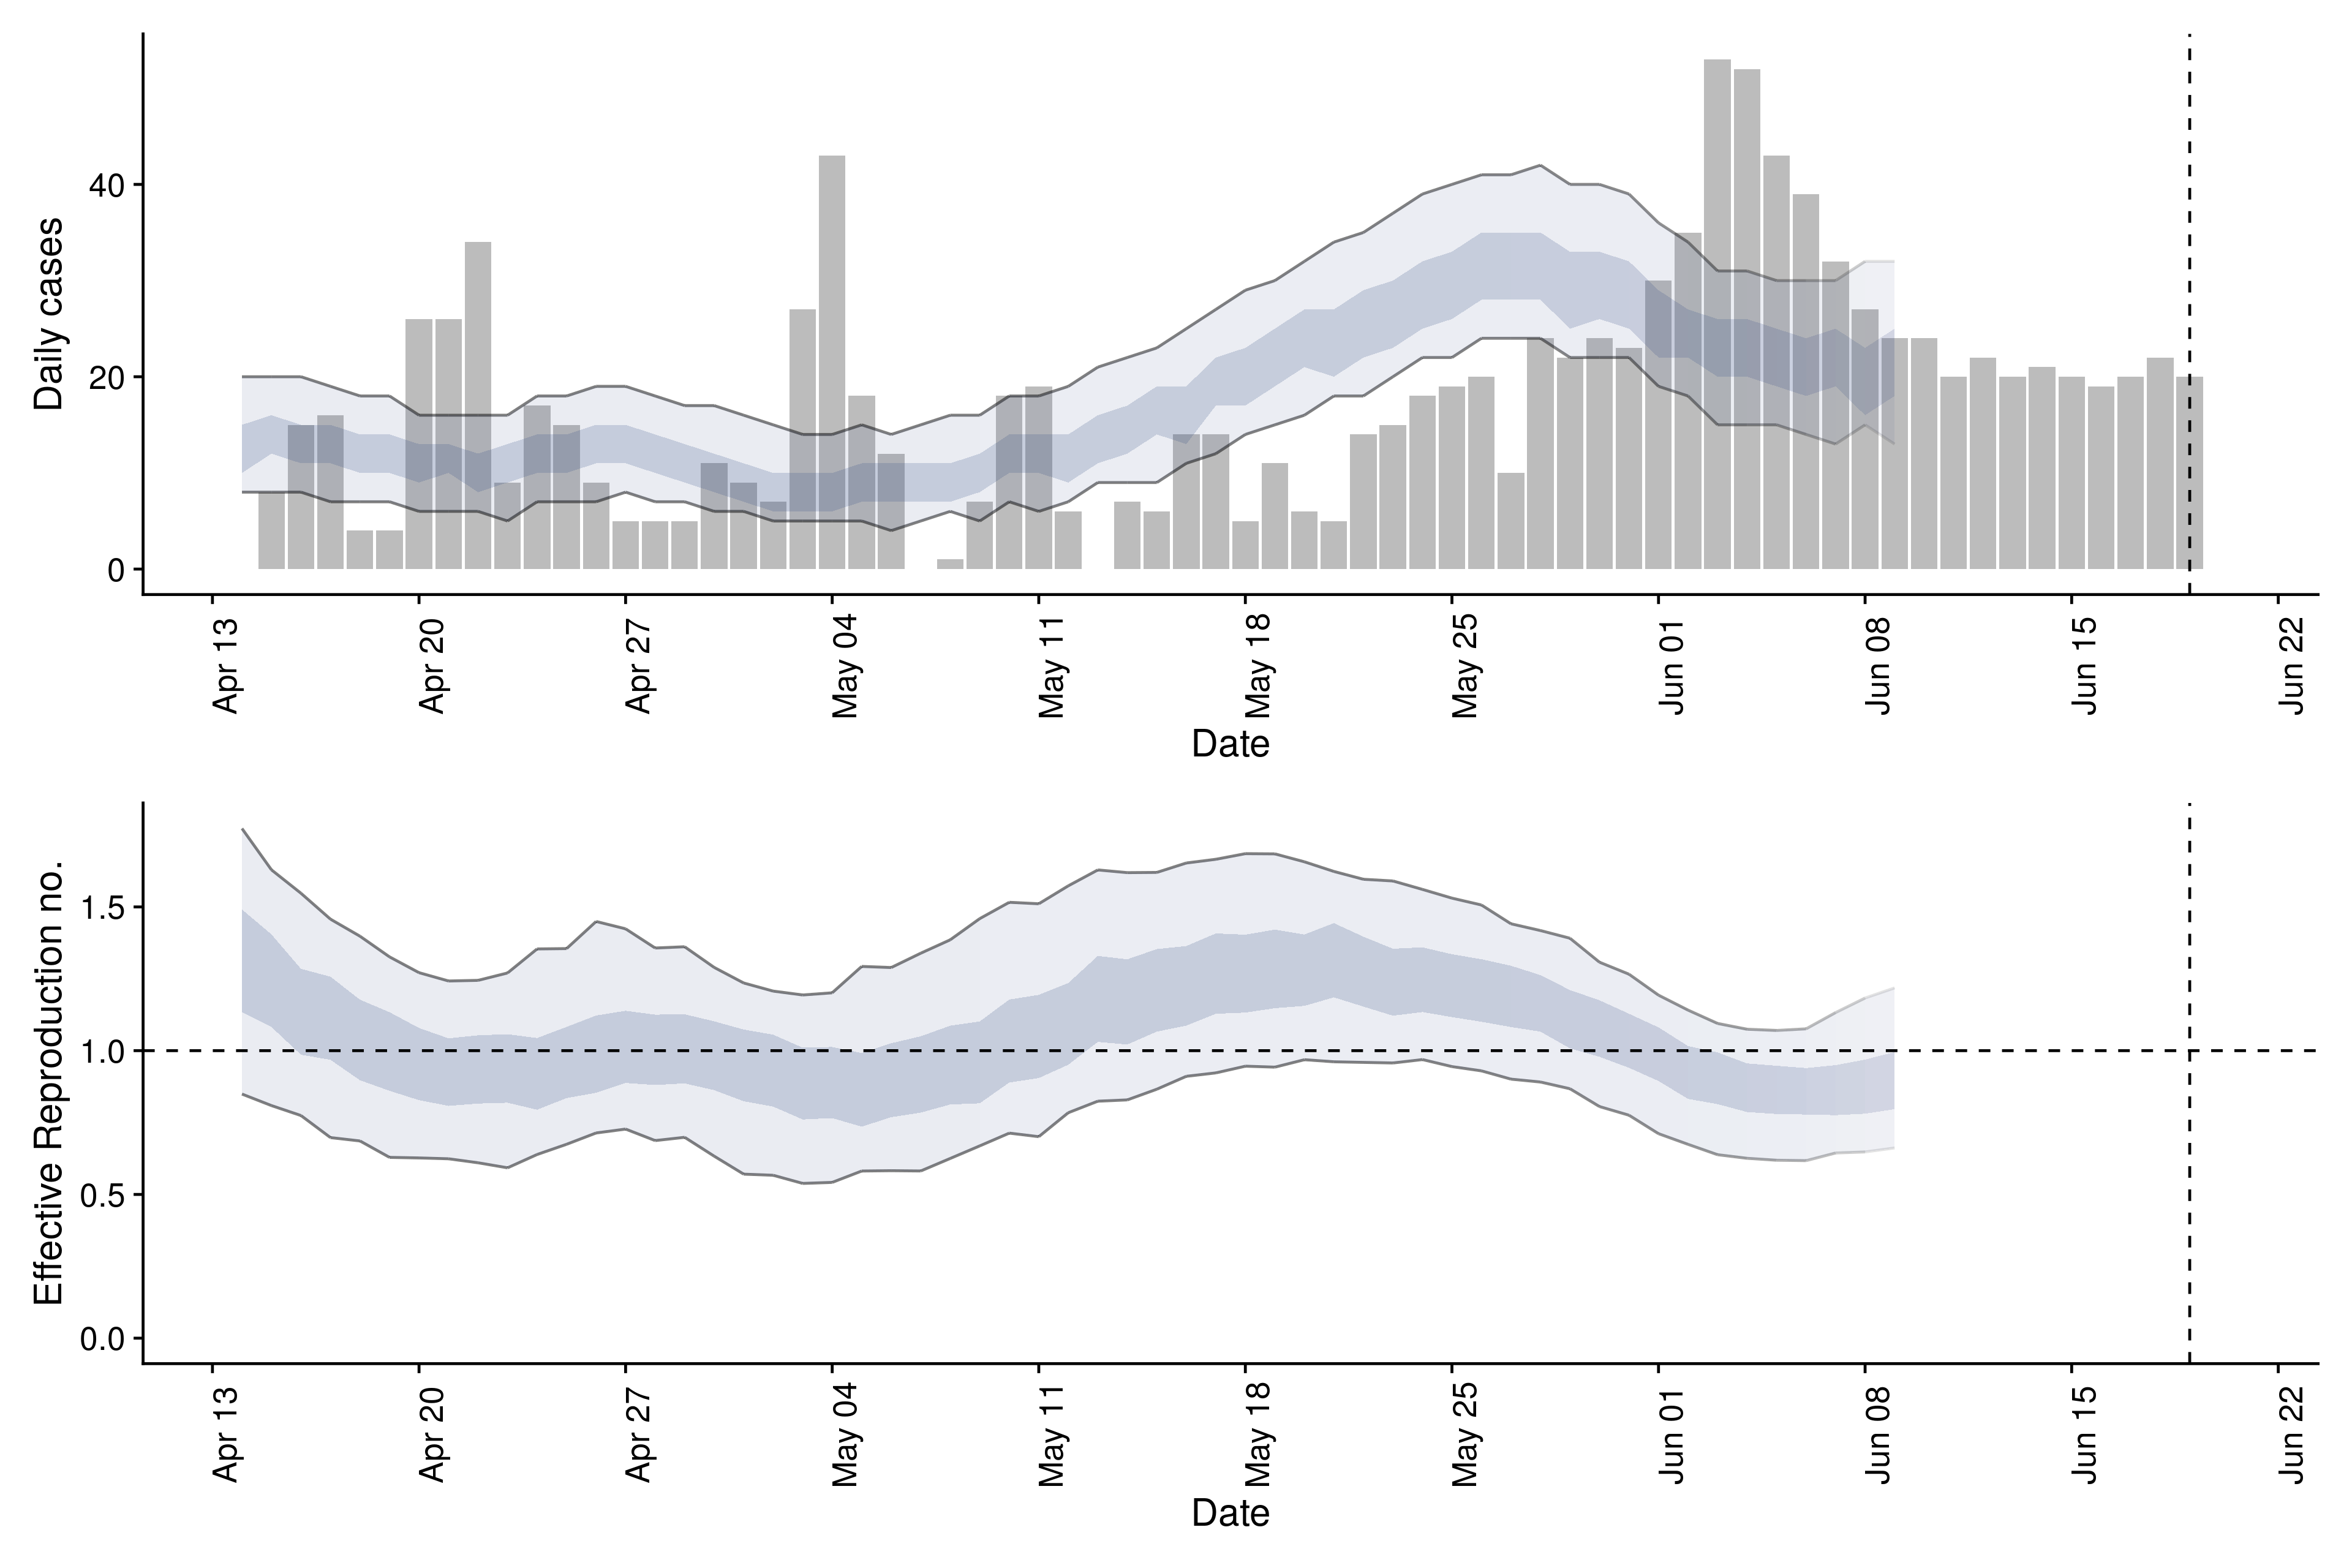 Daily cases
40
20
0
Apr 13
Apr 20
Apr 27
May 04
May 11
May 18
May 25
Jun 01
Jun 08
Jun 15
Jun 22
Date
Effective Reproduction no.
1.5
1.0
0.5
0.0
Apr 13
Apr 20
Apr 27
May 04
May 11
May 18
May 25
Jun 01
Jun 08
Jun 15
Jun 22
Date